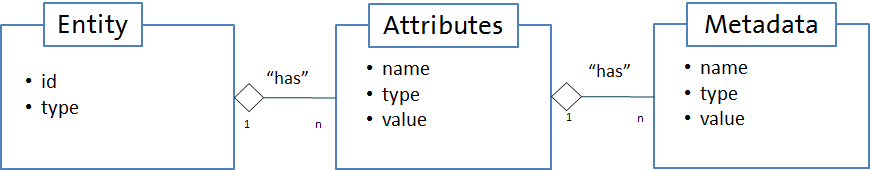 Entity
• id
• type
“has”
1
n
Attributes
• name
• type
• value
“has”
1
n
Metadata
• name
• type
• value